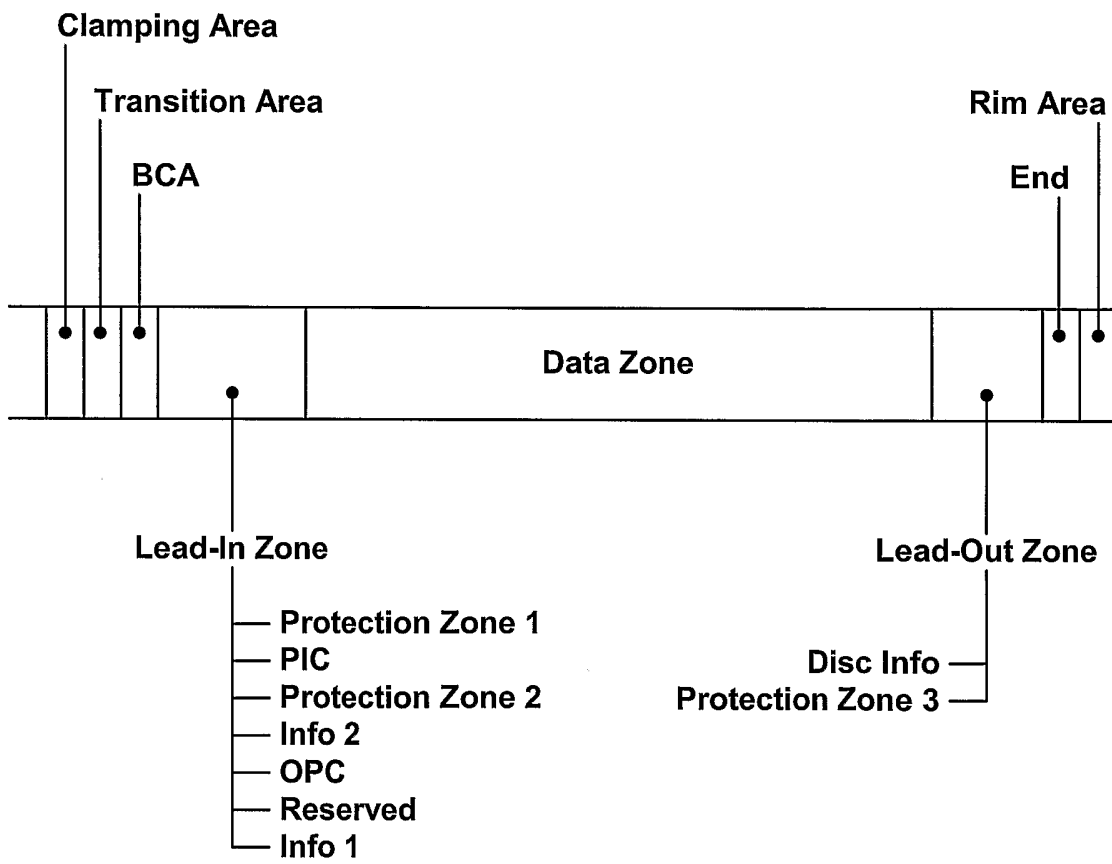 Clamping Area
Transition Area
Rim Area
BCA
End
Data Zone
Lead-In Zone
Lead-Out Zone
Protection Zone 1
PIC
Disc Info
Protection Zone 2
Protection Zone 3
Info 2
OPC
Reserved
Info 1